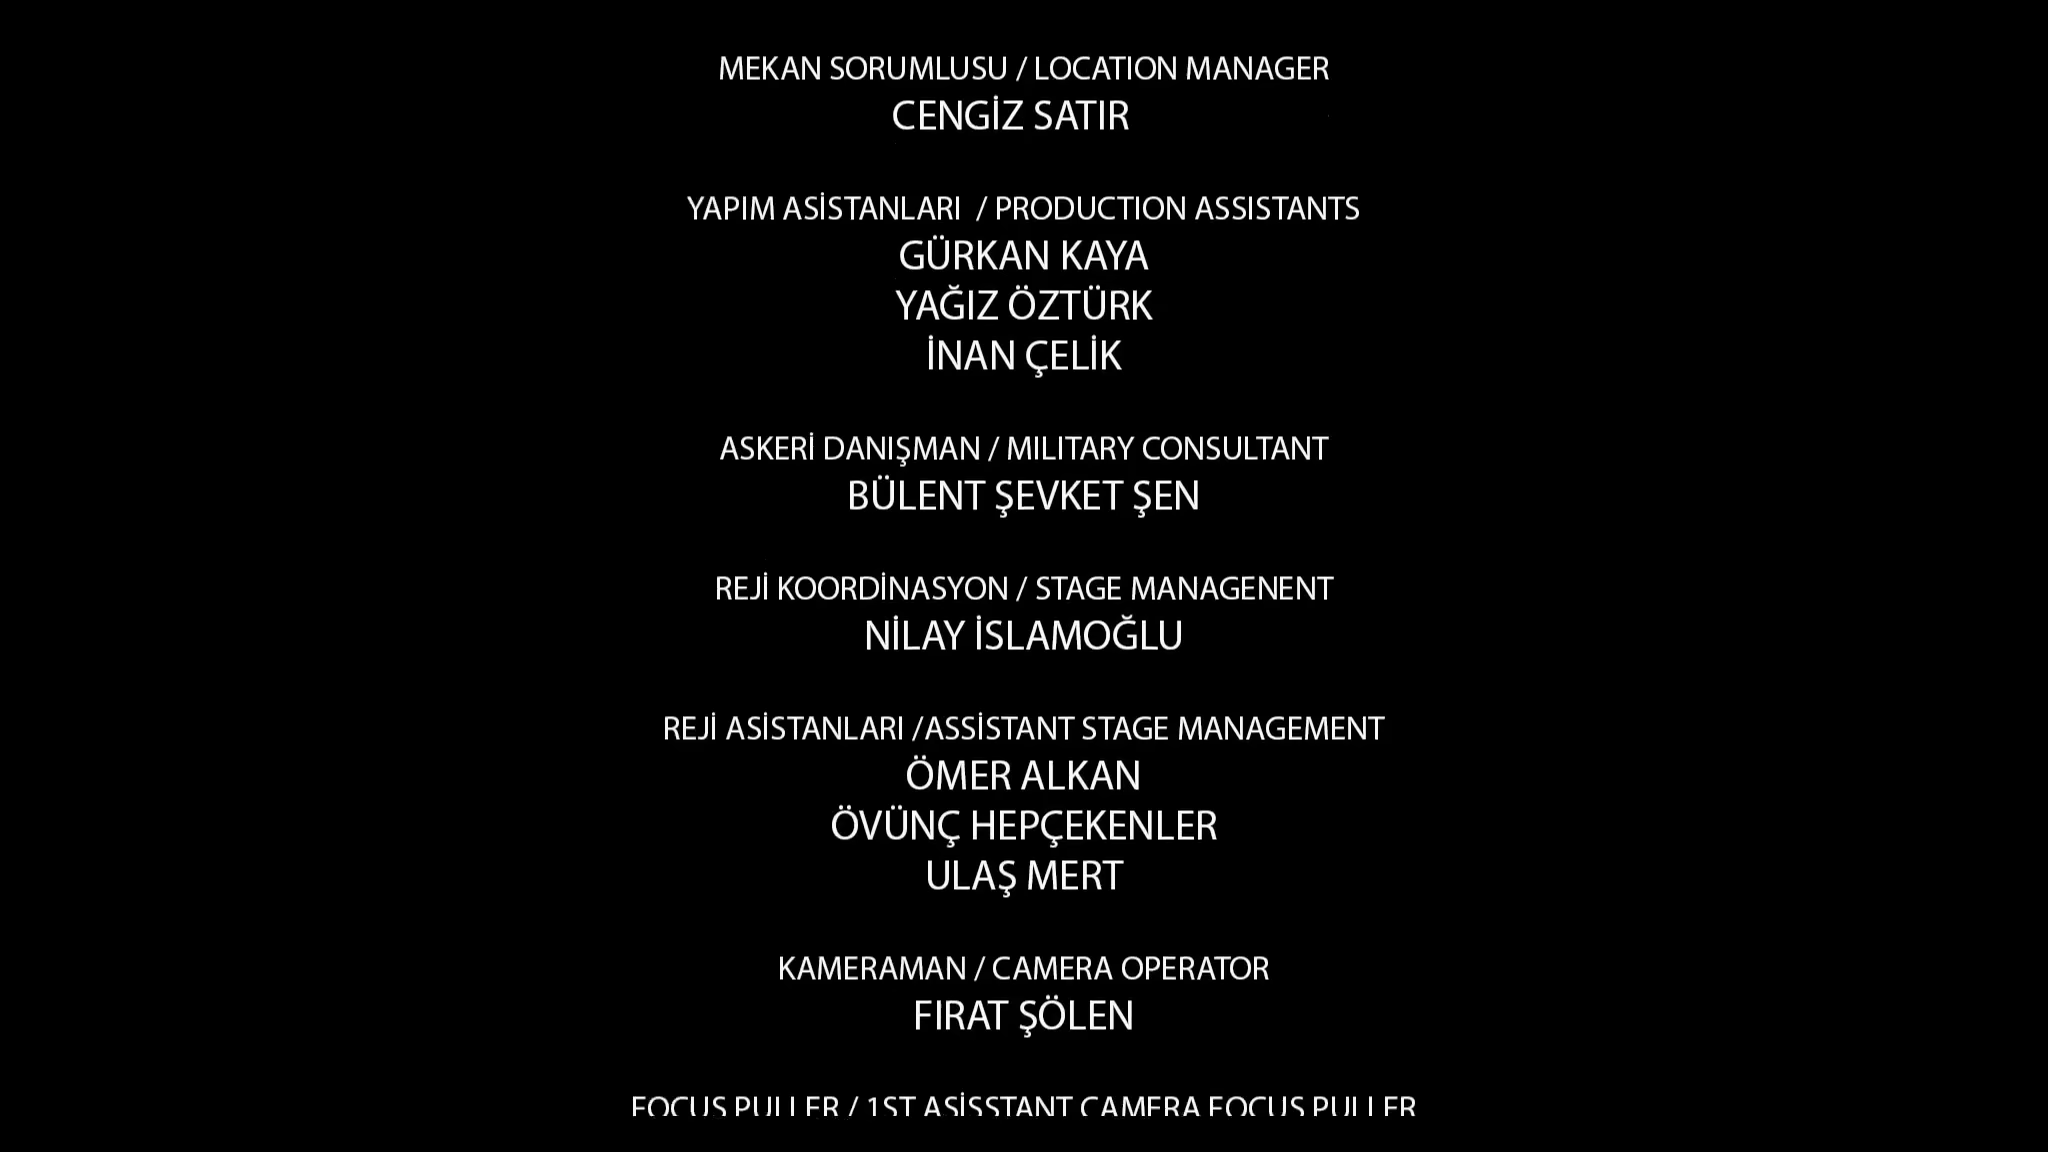 MEKAN SORUMLUSU / LOCATION MANAGER
CENGİZ SATIR
YAPIM ASİSTANLARI / PRODUCTION ASSISTANTS
GÜRKAN KAYA
YAĞIZ ÖZTÜRK
İNAN ÇELİK
ASKERİ DANIŞMAN / MILITARY CONSULTANT
BÜLENT ŞEVKET ŞEN
REJİ KOORDİNASYON / STAGE MANAGENENT
NİLAY İSLAMOĞLU
REJİ ASİSTANLARI /ASSİSTANT STAGE MANAGEMENT
ÖMER ALKAN
ÖVÜNÇ HEPÇEKENLER
ULAŞ MERT
KAMERAMAN / CAMERA OPERATOR
FIRAT ŞÖLEN
FOCUS PULLER / 1ST ASİSSTANT CAMERA FOCUS PULLER